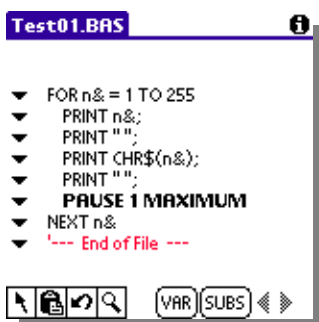 Test01.BAS
FOR n& = 1 TO 255
PRINT n&;
PRINT " ";
PRINT CHR$(n&);
PRINT " ";
PAUSE 1 MAXIMUM
NEXT n&
'--- End of File ---
VAR SUBS